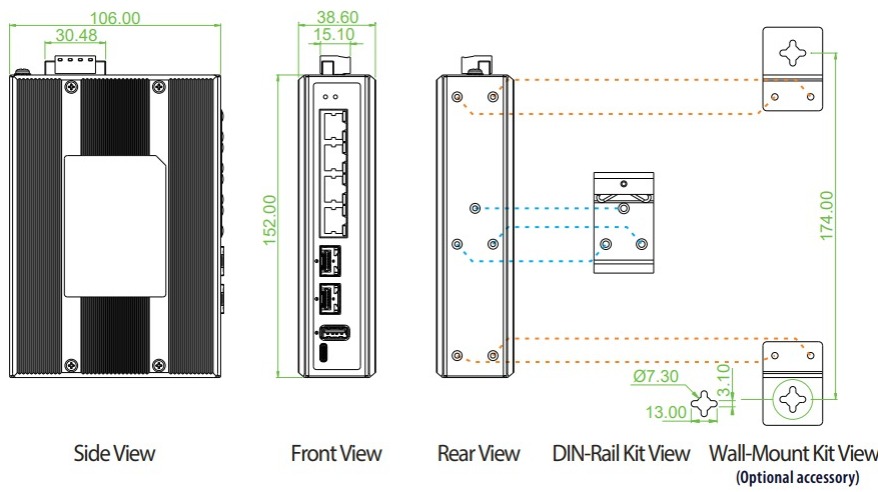 106.00
30.48
38.60
15.10
152.00
174.00
Ø7.30
3.10
13.00
Side View
Front View
Rear View
DIN-Rail Kit View
Wall-Mount Kit View
(Optional accessory)